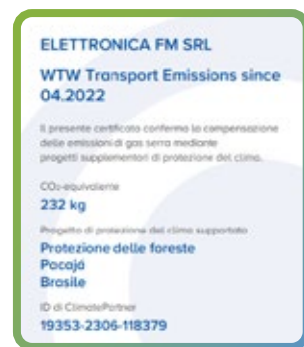 ELETTRONICA FM SRL
WTW Transport Emissions since
04.2022
Il presente certificato conferma la compensazione
delle emissioni di gas serra mediante
progetti supplementari di protezione del clima.
CO₂-equivalente
232 kg
Progetto di protezione del clima supportato
Protezione delle foreste
Pacajá
Brasile
ID di ClimatePartner
19353-2306-118379